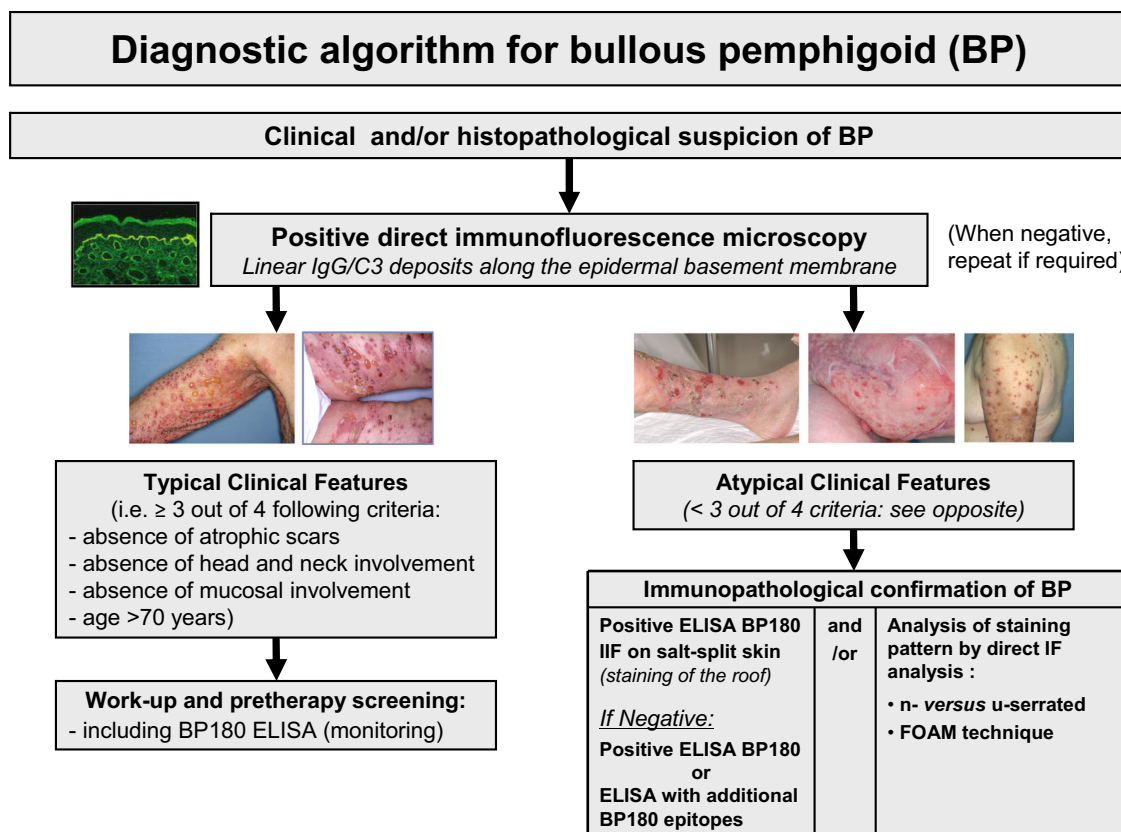 Diagnostic algorithm for bullous pemphigoid (BP)
Clinical and/or histopathological suspicion of BP
Positive direct immunofluorescence microscopy
Linear IgG/C3 deposits along the epidermal basement membrane
(When negative,
repeat if required)
Typical Clinical Features
(i.e. ≥ 3 out of 4 following criteria:
- absence of atrophic scars
- absence of head and neck involvement
- absence of mucosal involvement
- age >70 years)
Work-up and pretherapy screening:
- including BP180 ELISA (monitoring)
Atypical Clinical Features
(< 3 out of 4 criteria: see opposite)
Immunopathological confirmation of BP
Positive ELISA BP180
IIF on salt-split skin
(staining of the roof)
If Negative:
Positive ELISA BP180
or
ELISA with additional
BP180 epitopes
and
/or
Analysis of staining
pattern by direct IF
analysis :
• n- versus u-serrated
• FOAM technique